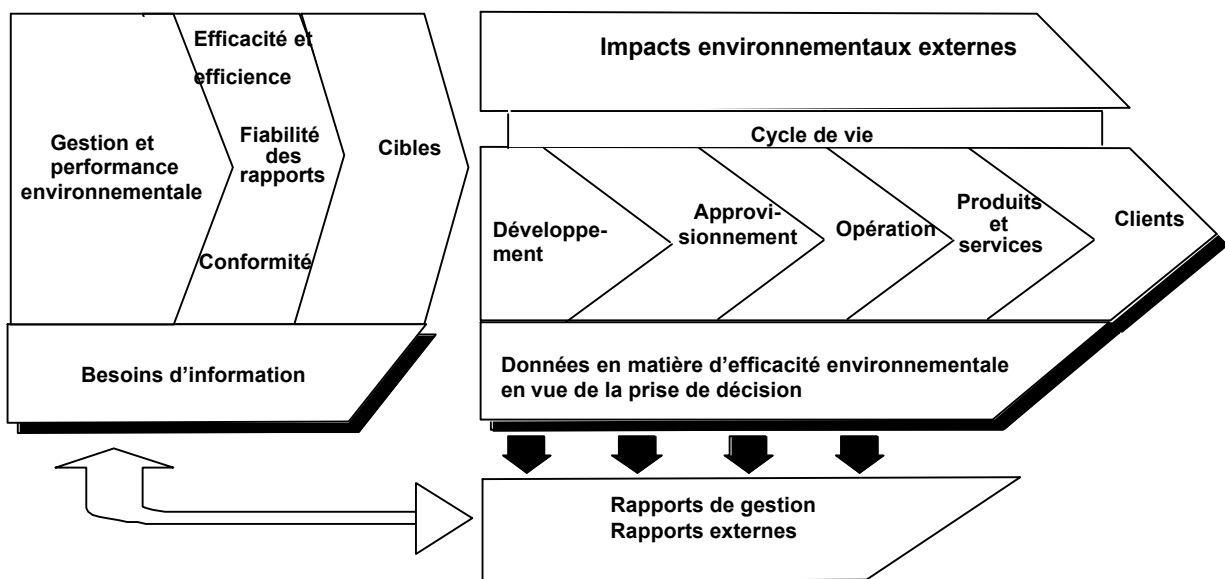 Efficacité et
efficience
Gestion et
performance
environnementale
Fiabilité
des
rapports
Cibles
Conformité
Besoins d’information
Impacts environnementaux externes
Cycle de vie
Développe-
ment
Approvi-
sionnement
Opération
Produits
et
services
Clients
Données en matière d’efficacité environnementale
en vue de la prise de décision
Rapports de gestion
Rapports externes